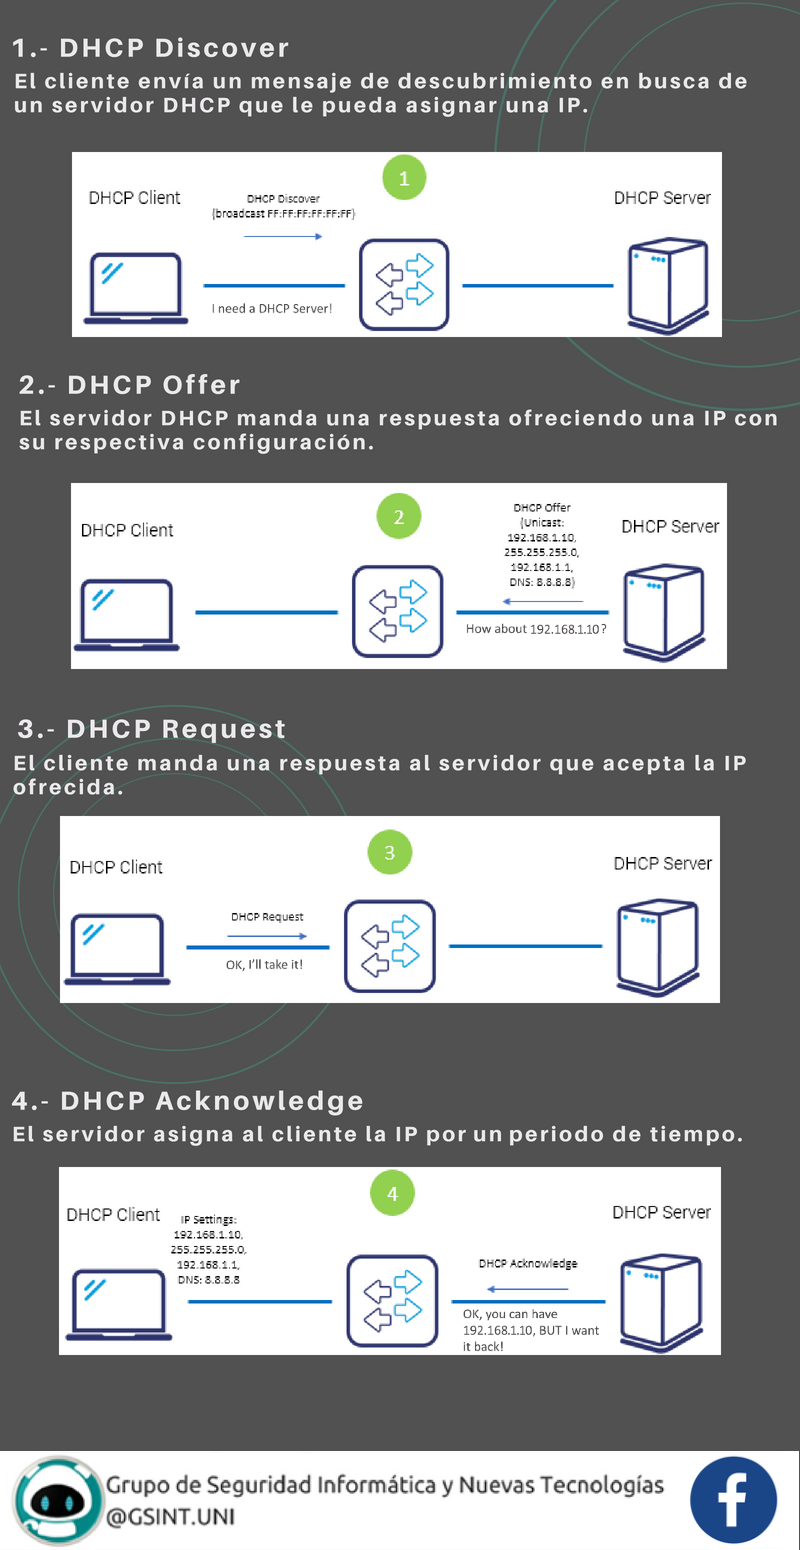 1.- DHCP Discover
El cliente envía un mensaje de descubrimiento en busca de
un servidor DHCP que le pueda asignar una IP.
1
DHCP Client
DHCP Discover
(broadcast FF:FF:FF:FF:FF:FF)
DHCP Server
I need a DHCP Server!
2.- DHCP Offer
El servidor DHCP manda una respuesta ofreciendo una IP con
su respectiva configuración.
2
DHCP Client
DHCP Offer
(Unicast:
192.168.1.10,
255.255.255.0,
192.168.1.1,
DNS: 8.8.8.8)
DHCP Server
How about 192.168.1.10?
3.- DHCP Request
El cliente manda una respuesta al servidor que acepta la IP
ofrecida.
3
DHCP Client
DHCP Server
DHCP Request
OK, I'll take it!
4.- DHCP Acknowledge
El servidor asigna al cliente la IP por un periodo de tiempo.
4
DHCP Client
IP Settings:
192.168.1.10,
255.255.255.0,
192.168.1.1,
DNS: 8.8.8.8
DHCP Server
DHCP Acknowledge
OK, you can have
192.168.1.10, BUT I want
it back!
Grupo de Seguridad Informática y Nuevas Tecnologías
@GSINT.UNI
f